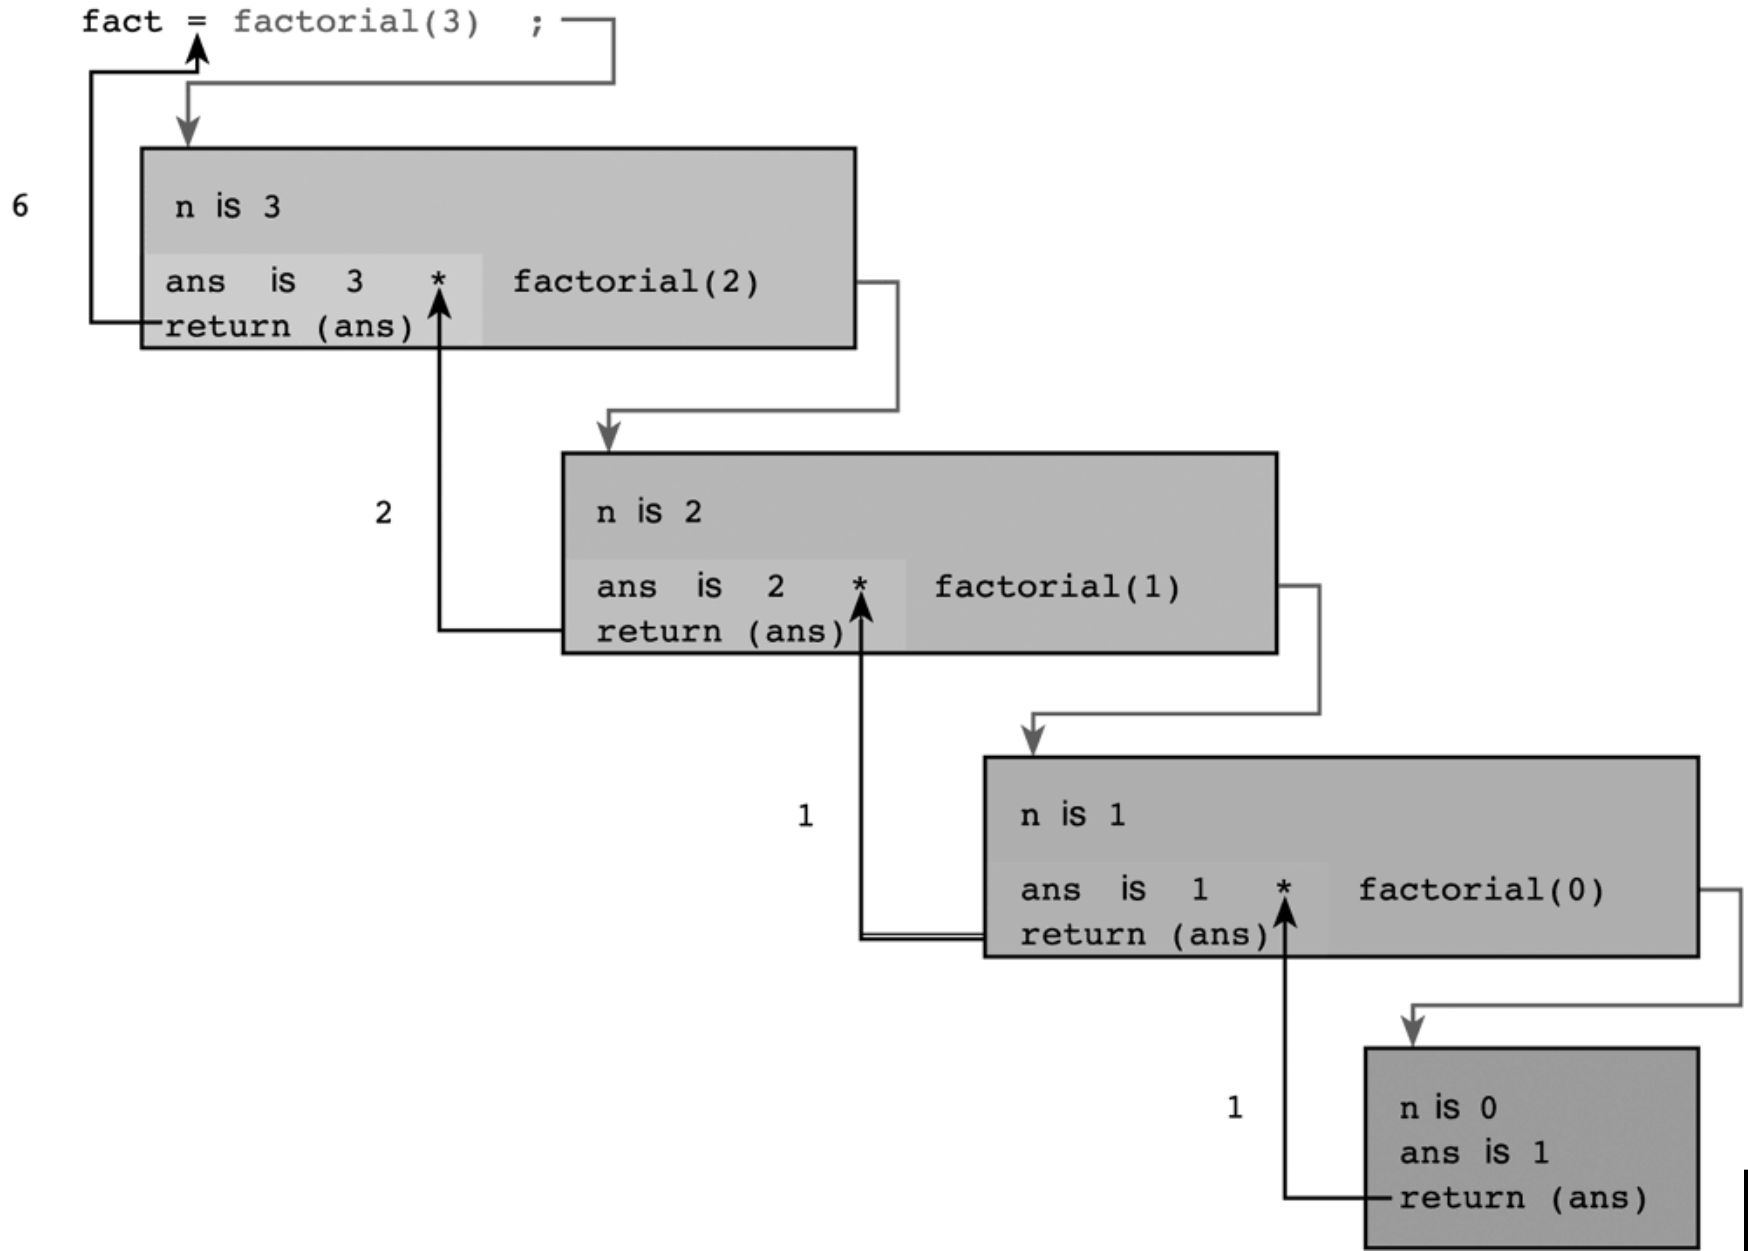 fact = factorial(3) ;
6
n is 3
ans is 3 * factorial(2)
return (ans)
2
n is 2
ans is 2 * factorial(1)
return (ans)
1
n is 1
ans is 1 * factorial(0)
return (ans)
1
n is 0
ans is 1
return (ans)